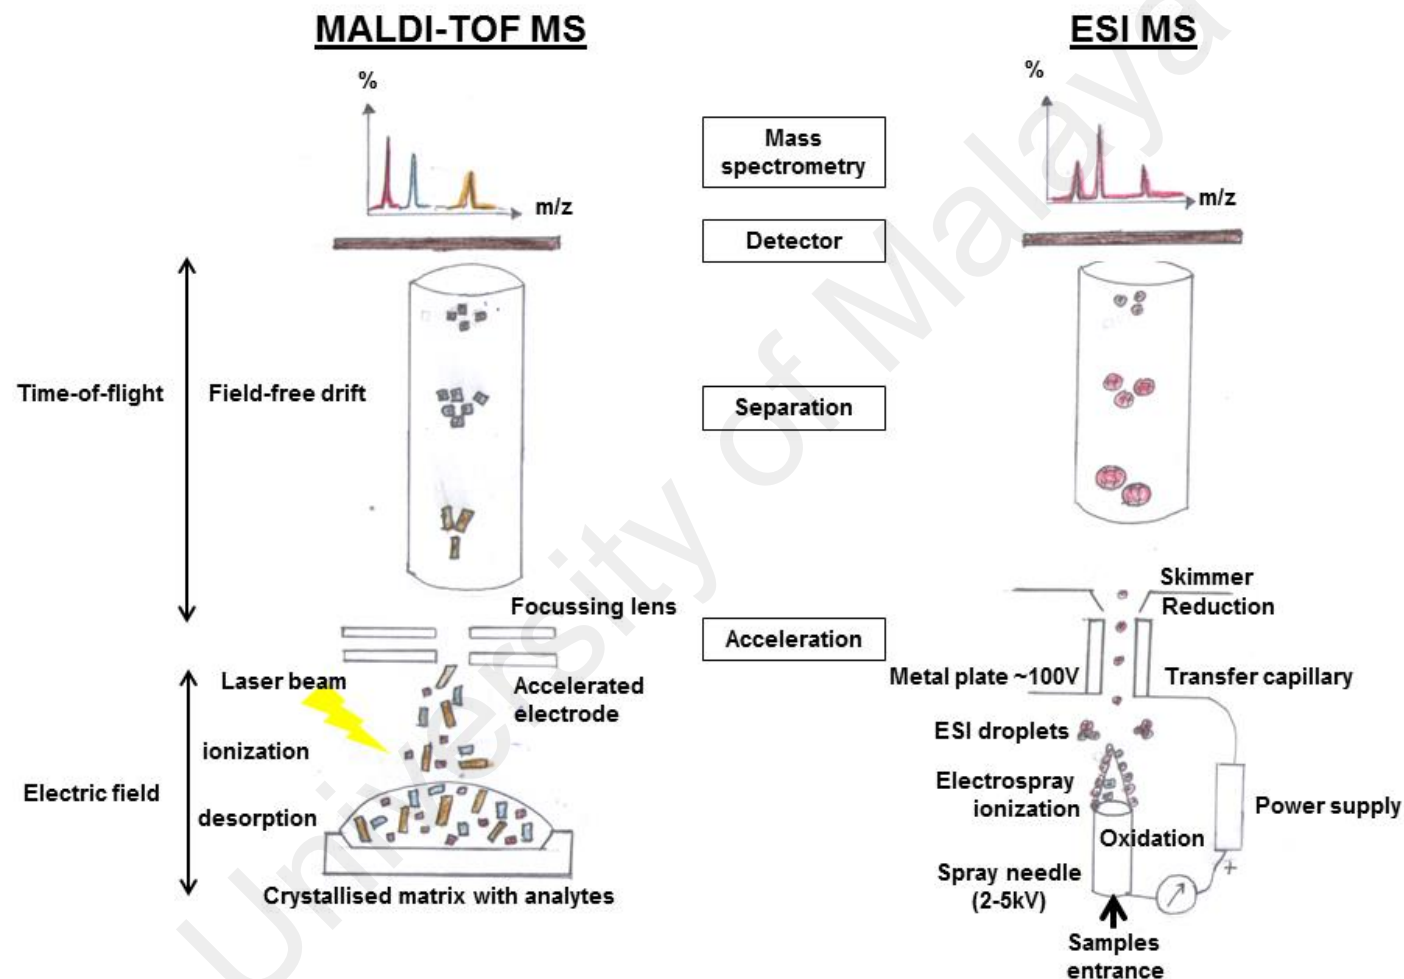 MALDI-TOF MS
ESI MS
%
%
Mass
spectrometry
m/z
m/z
Detector
Time-of-flight
Field-free drift
Separation
Focussing lens
Skimmer
Reduction
Acceleration
Laser beam
Accelerated
electrode
Metal plate ~100V
Transfer capillary
ionization
ESI droplets
Electric field
desorption
Electrospray
ionization
Power supply
Oxidation
+
Spray needle
(2-5kV)
Crystallised matrix with analytes
Samples
entrance
University of Malaya